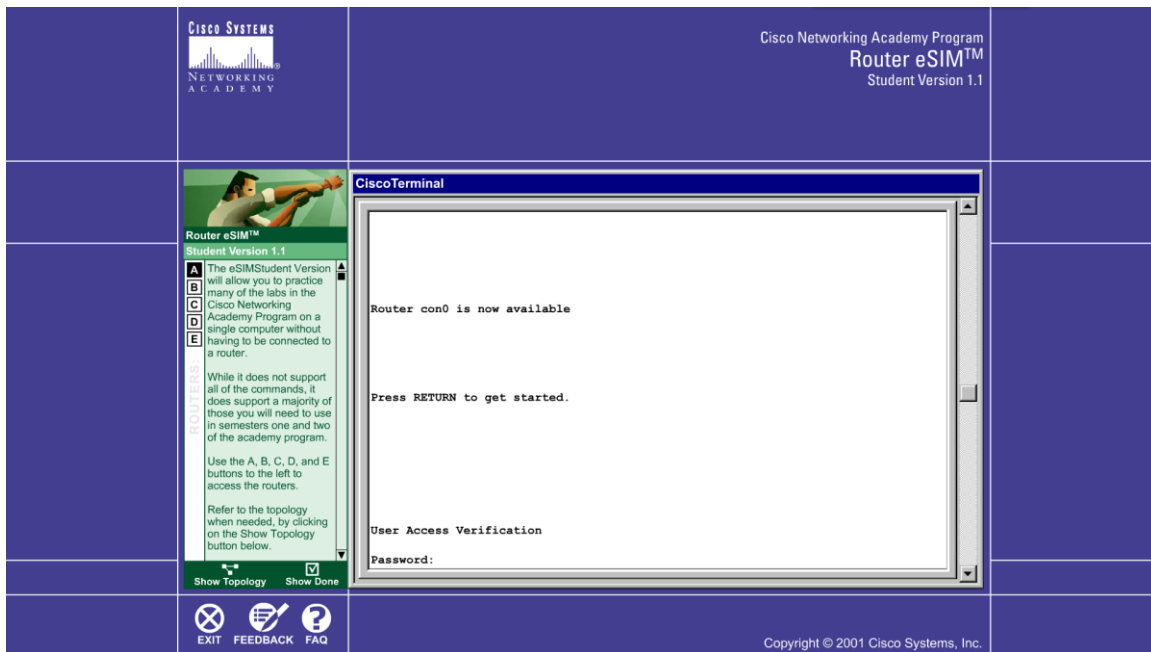 CISCO SYSTEMS
NETWORKING
ACADEMY
Cisco Networking Academy Program
Router eSIM™
Student Version 1.1
Router eSIM™
Student Version 1.1
A
B
C
D
E
ROUTERS:
The eSIMStudent Version
will allow you to practice
many of the labs in the
Cisco Networking
Academy Program on a
single computer without
having to be connected to
a router.
While it does not support
all of the commands, it
does support a majority of
those you will need to use
in semesters one and two
of the academy program.
Use the A, B, C, D, and E
buttons to the left to
access the routers.
Refer to the topology
when needed, by clicking
on the Show Topology
button below.
Show Topology
Show Done
CiscoTerminal
Router con0 is now available
Press RETURN to get started.
User Access Verification
Password:
EXIT
FEEDBACK
FAQ
Copyright © 2001 Cisco Systems, Inc.